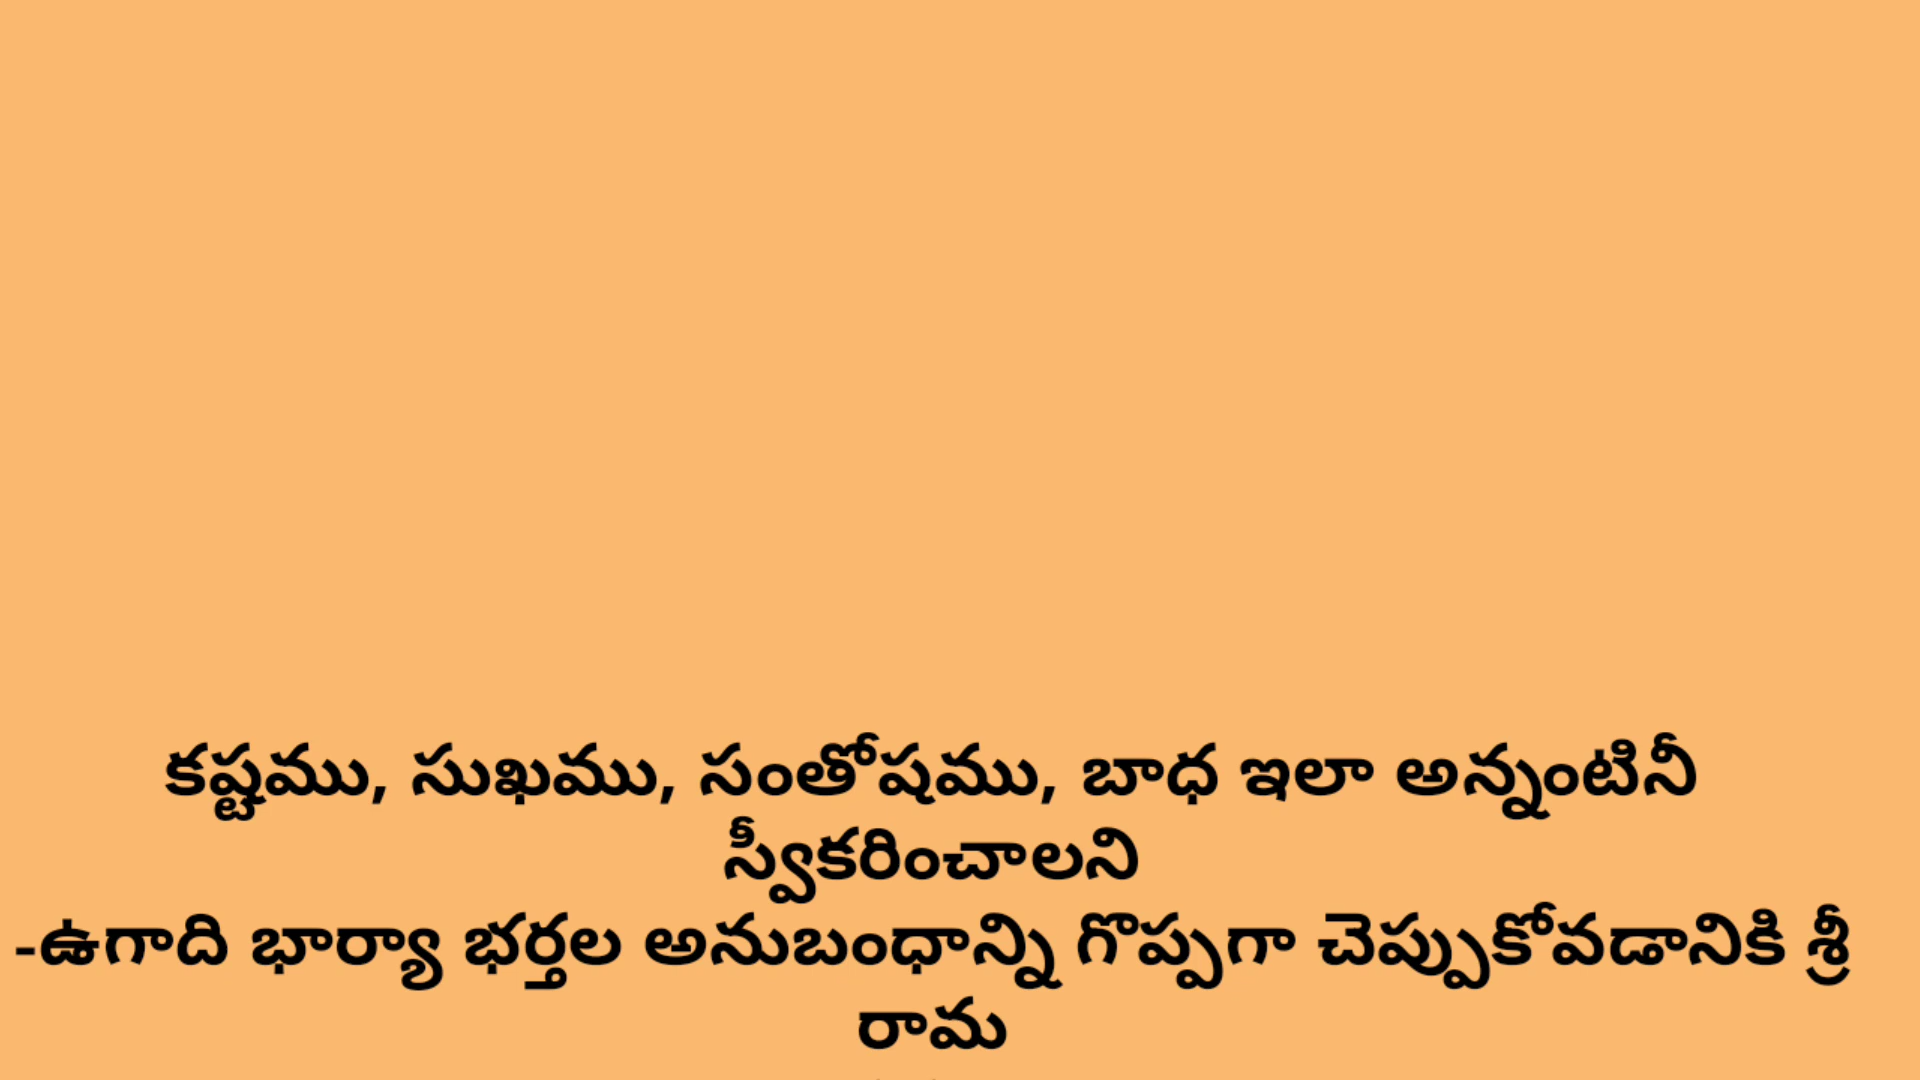 కష్టము, సుఖము, సంతోషము, బాధ ఇలా అన్నంటినీ
స్వీకరించాలని
-ఉగాది భార్యా భర్తల అనుబంధాన్ని గొప్పగా చెప్పుకోవడానికి శ్రీ
రామ